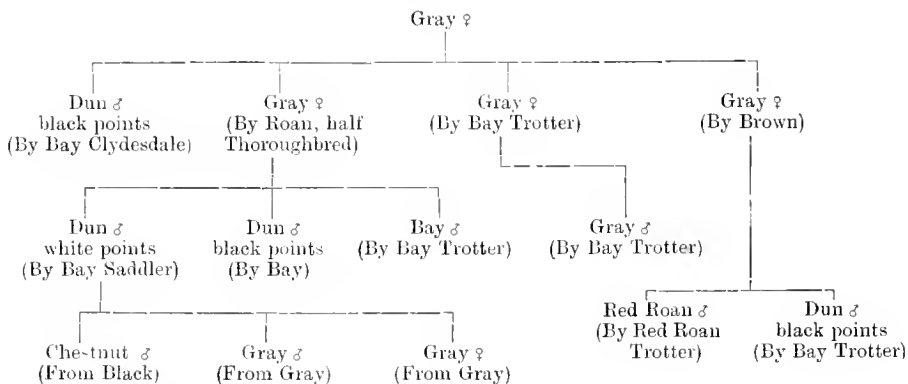 Gray ♀
Dun ♂
black points
(By Bay Clydesdale)
Gray ♀
(By Roan, half
Thoroughbred)
Gray ♀
(By Bay Trotter)
Gray ♀
(By Brown)
Dun ♂
white points
(By Bay Saddler)
Dun ♂
black points
(By Bay)
Bay ♂
(By Bay Trotter)
Gray ♂
(By Bay Trotter)
Red Roan ♂
(By Red Roan
Trotter)
Dun ♂
black points
(By Bay Trotter)
Chestnut ♂
(From Black)
Gray ♂
(From Gray)
Gray ♀
(From Gray)